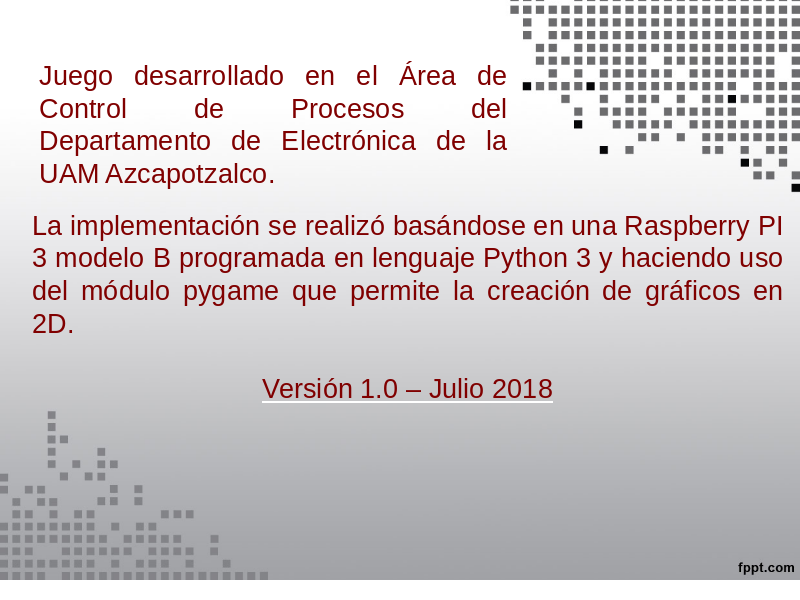 Juego desarrollado en el Área de
Control de Procesos del
Departamento de Electrónica de la
UAM Azcapotzalco.
La implementación se realizó basándose en una Raspberry PI
3 modelo B programada en lenguaje Python 3 y haciendo uso
del módulo pygame que permite la creación de gráficos en
2D.
Versión 1.0 – Julio 2018
fppt.com